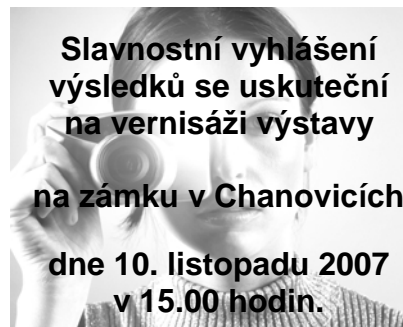 Slavnostní vyhlášení
výsledků se uskuteční
na vernisáži výstavy
na zámku v Chanovicích
dne 10. listopadu 2007
v 15.00 hodin.